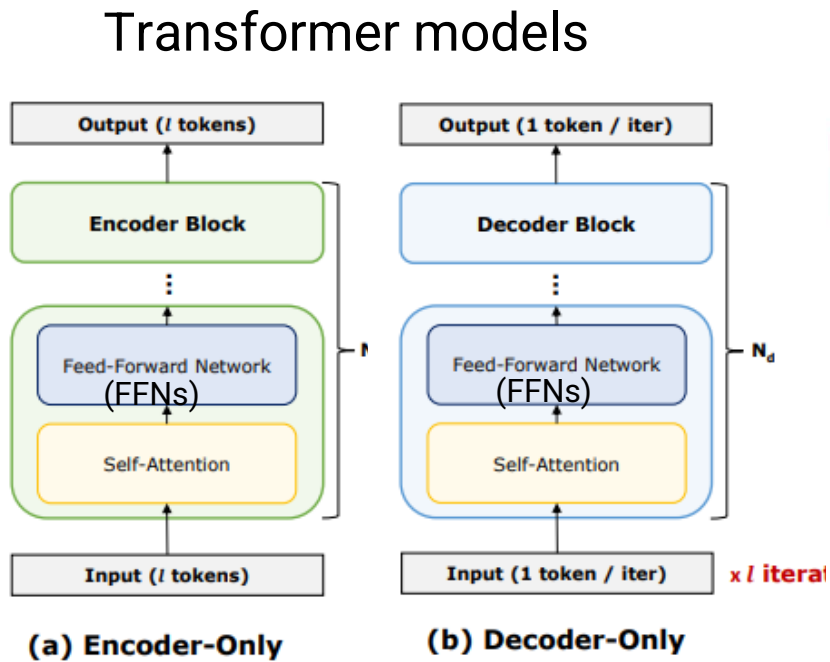 Transformer models
Output (l tokens)
Encoder Block
⋮
Feed-Forward Network
(FFNs)
Self-Attention
Input (l tokens)
(a) Encoder-Only
Output (1 token / iter)
Decoder Block
⋮
Feed-Forward Network
(FFNs)
Self-Attention
N_d
Input (1 token / iter)
x l iterat
(b) Decoder-Only